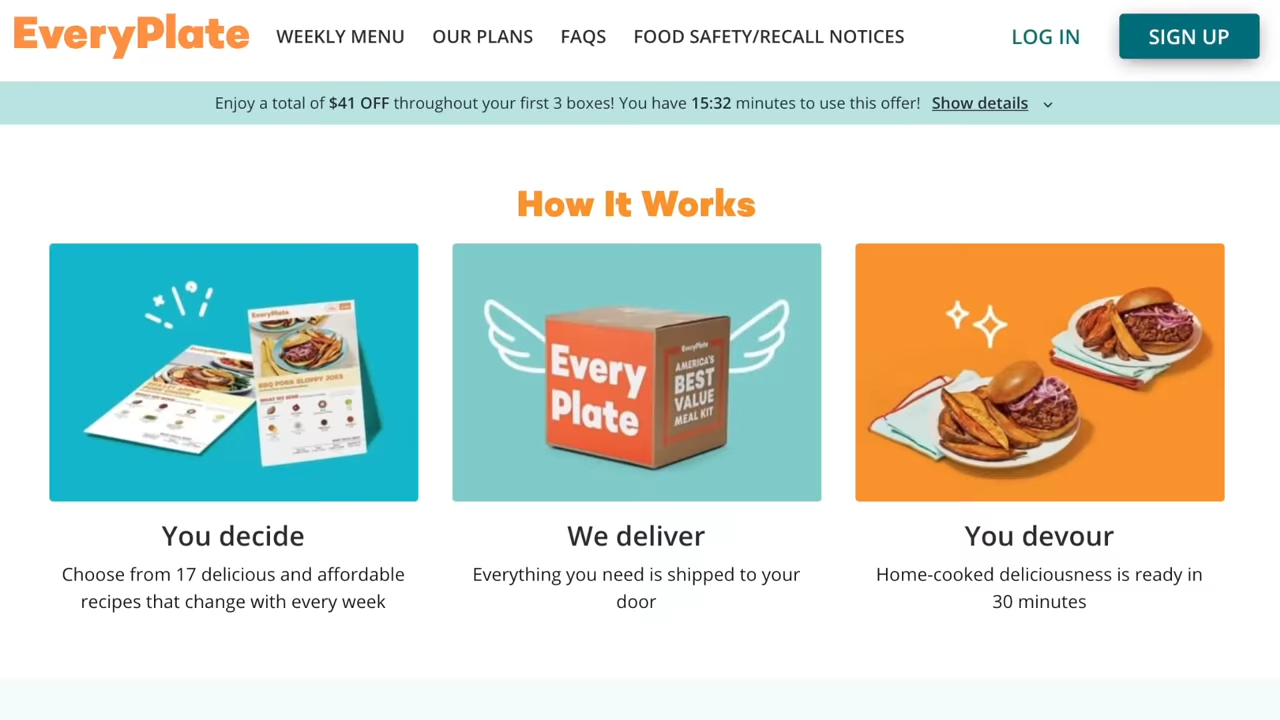 EveryPlate WEEKLY MENU OUR PLANS FAQS FOOD SAFETY/RECALL NOTICES LOG IN SIGN UP
Enjoy a total of $41 OFF throughout your first 3 boxes! You have 15:32 minutes to use this offer! Show details
How It Works
EveryPlate
BBQ PORK SLOPPY JOES
EveryPlate
Every
Plate
EveryPlate
AMERICA'S
BEST
VALUE
MEAL KIT
You decide
Choose from 17 delicious and affordable
recipes that change with every week
We deliver
Everything you need is shipped to your
door
You devour
Home-cooked deliciousness is ready in
30 minutes